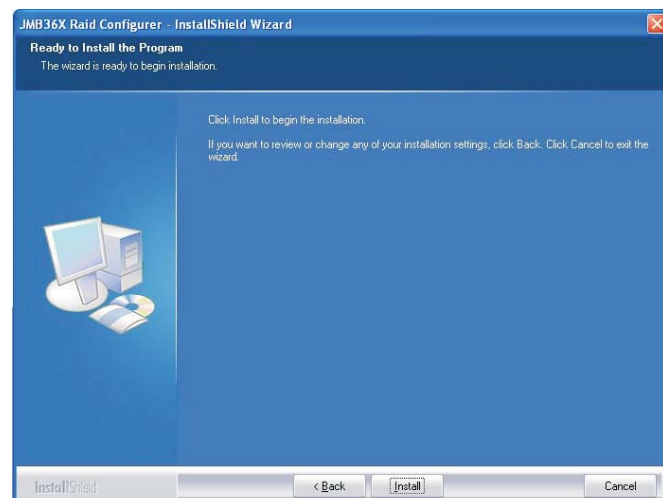 JMB36X Raid Configurer - InstallShield Wizard
Ready to Install the Program
The wizard is ready to begin installation.
Click Install to begin the installation.
If you want to review or change any of your installation settings, click Back. Click Cancel to exit the
wizard.
InstallShield
< Back
Install
Cancel